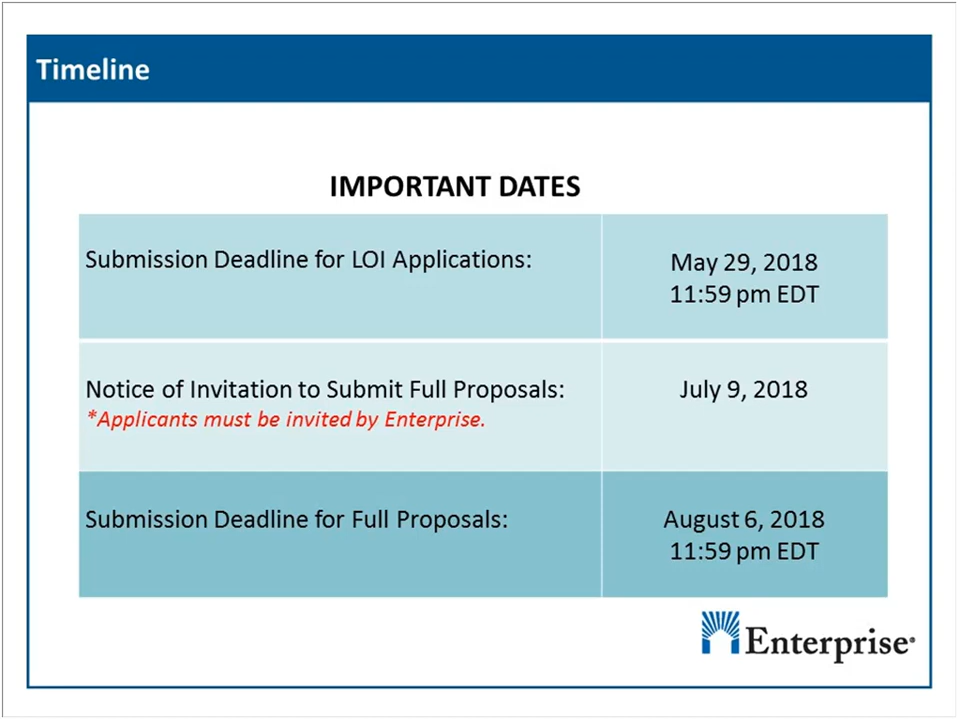 Timeline
IMPORTANT DATES
Submission Deadline for LOI Applications:
May 29, 2018
11:59 pm EDT
Notice of Invitation to Submit Full Proposals:
*Applicants must be invited by Enterprise.
July 9, 2018
Submission Deadline for Full Proposals:
August 6, 2018
11:59 pm EDT
Enterprise®